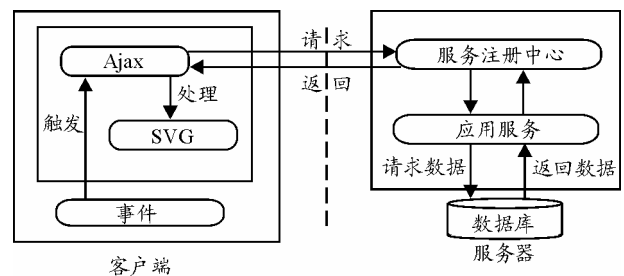 请求
Ajax
服务注册中心
返回
处理
触发
SVG
应用服务
请求数据
返回数据
事件
数据库
服务器
客户端